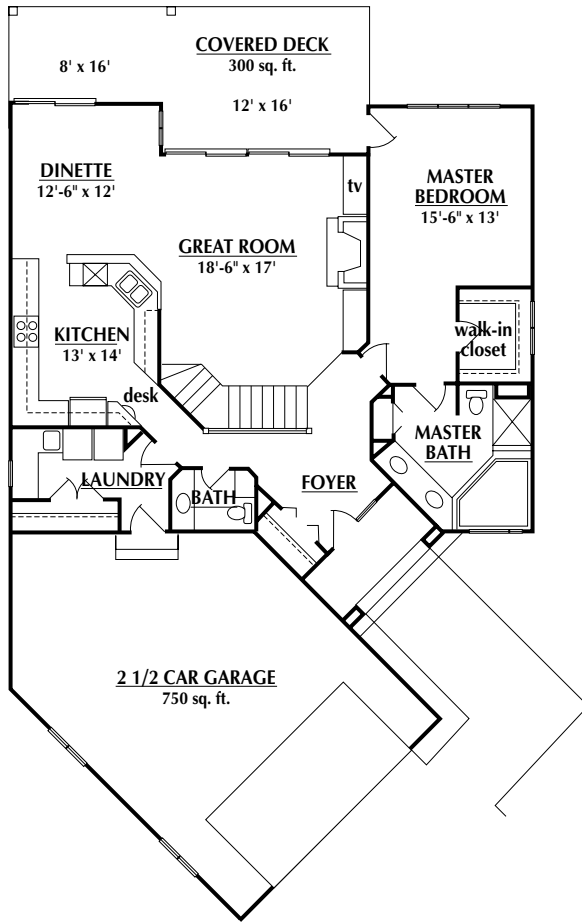 COVERED DECK
300 sq. ft.
8' x 16'
12' x 16'
DINETTE
12'-6" x 12'
tv
MASTER
BEDROOM
15'-6" x 13'
GREAT ROOM
18'-6" x 17'
KITCHEN
13' x 14'
walk-in
closet
desk
MASTER
BATH
LAUNDRY
BATH
FOYER
2 1/2 CAR GARAGE
750 sq. ft.